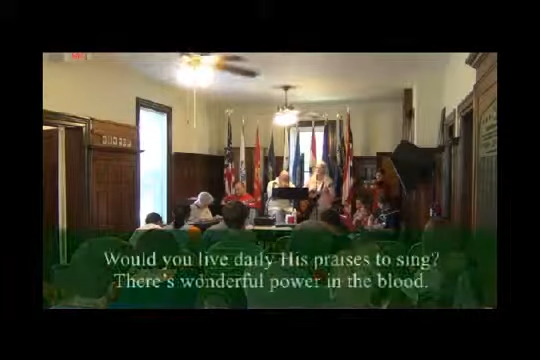 Would you live daily His praises to sing?
There's wonderful power in the blood.